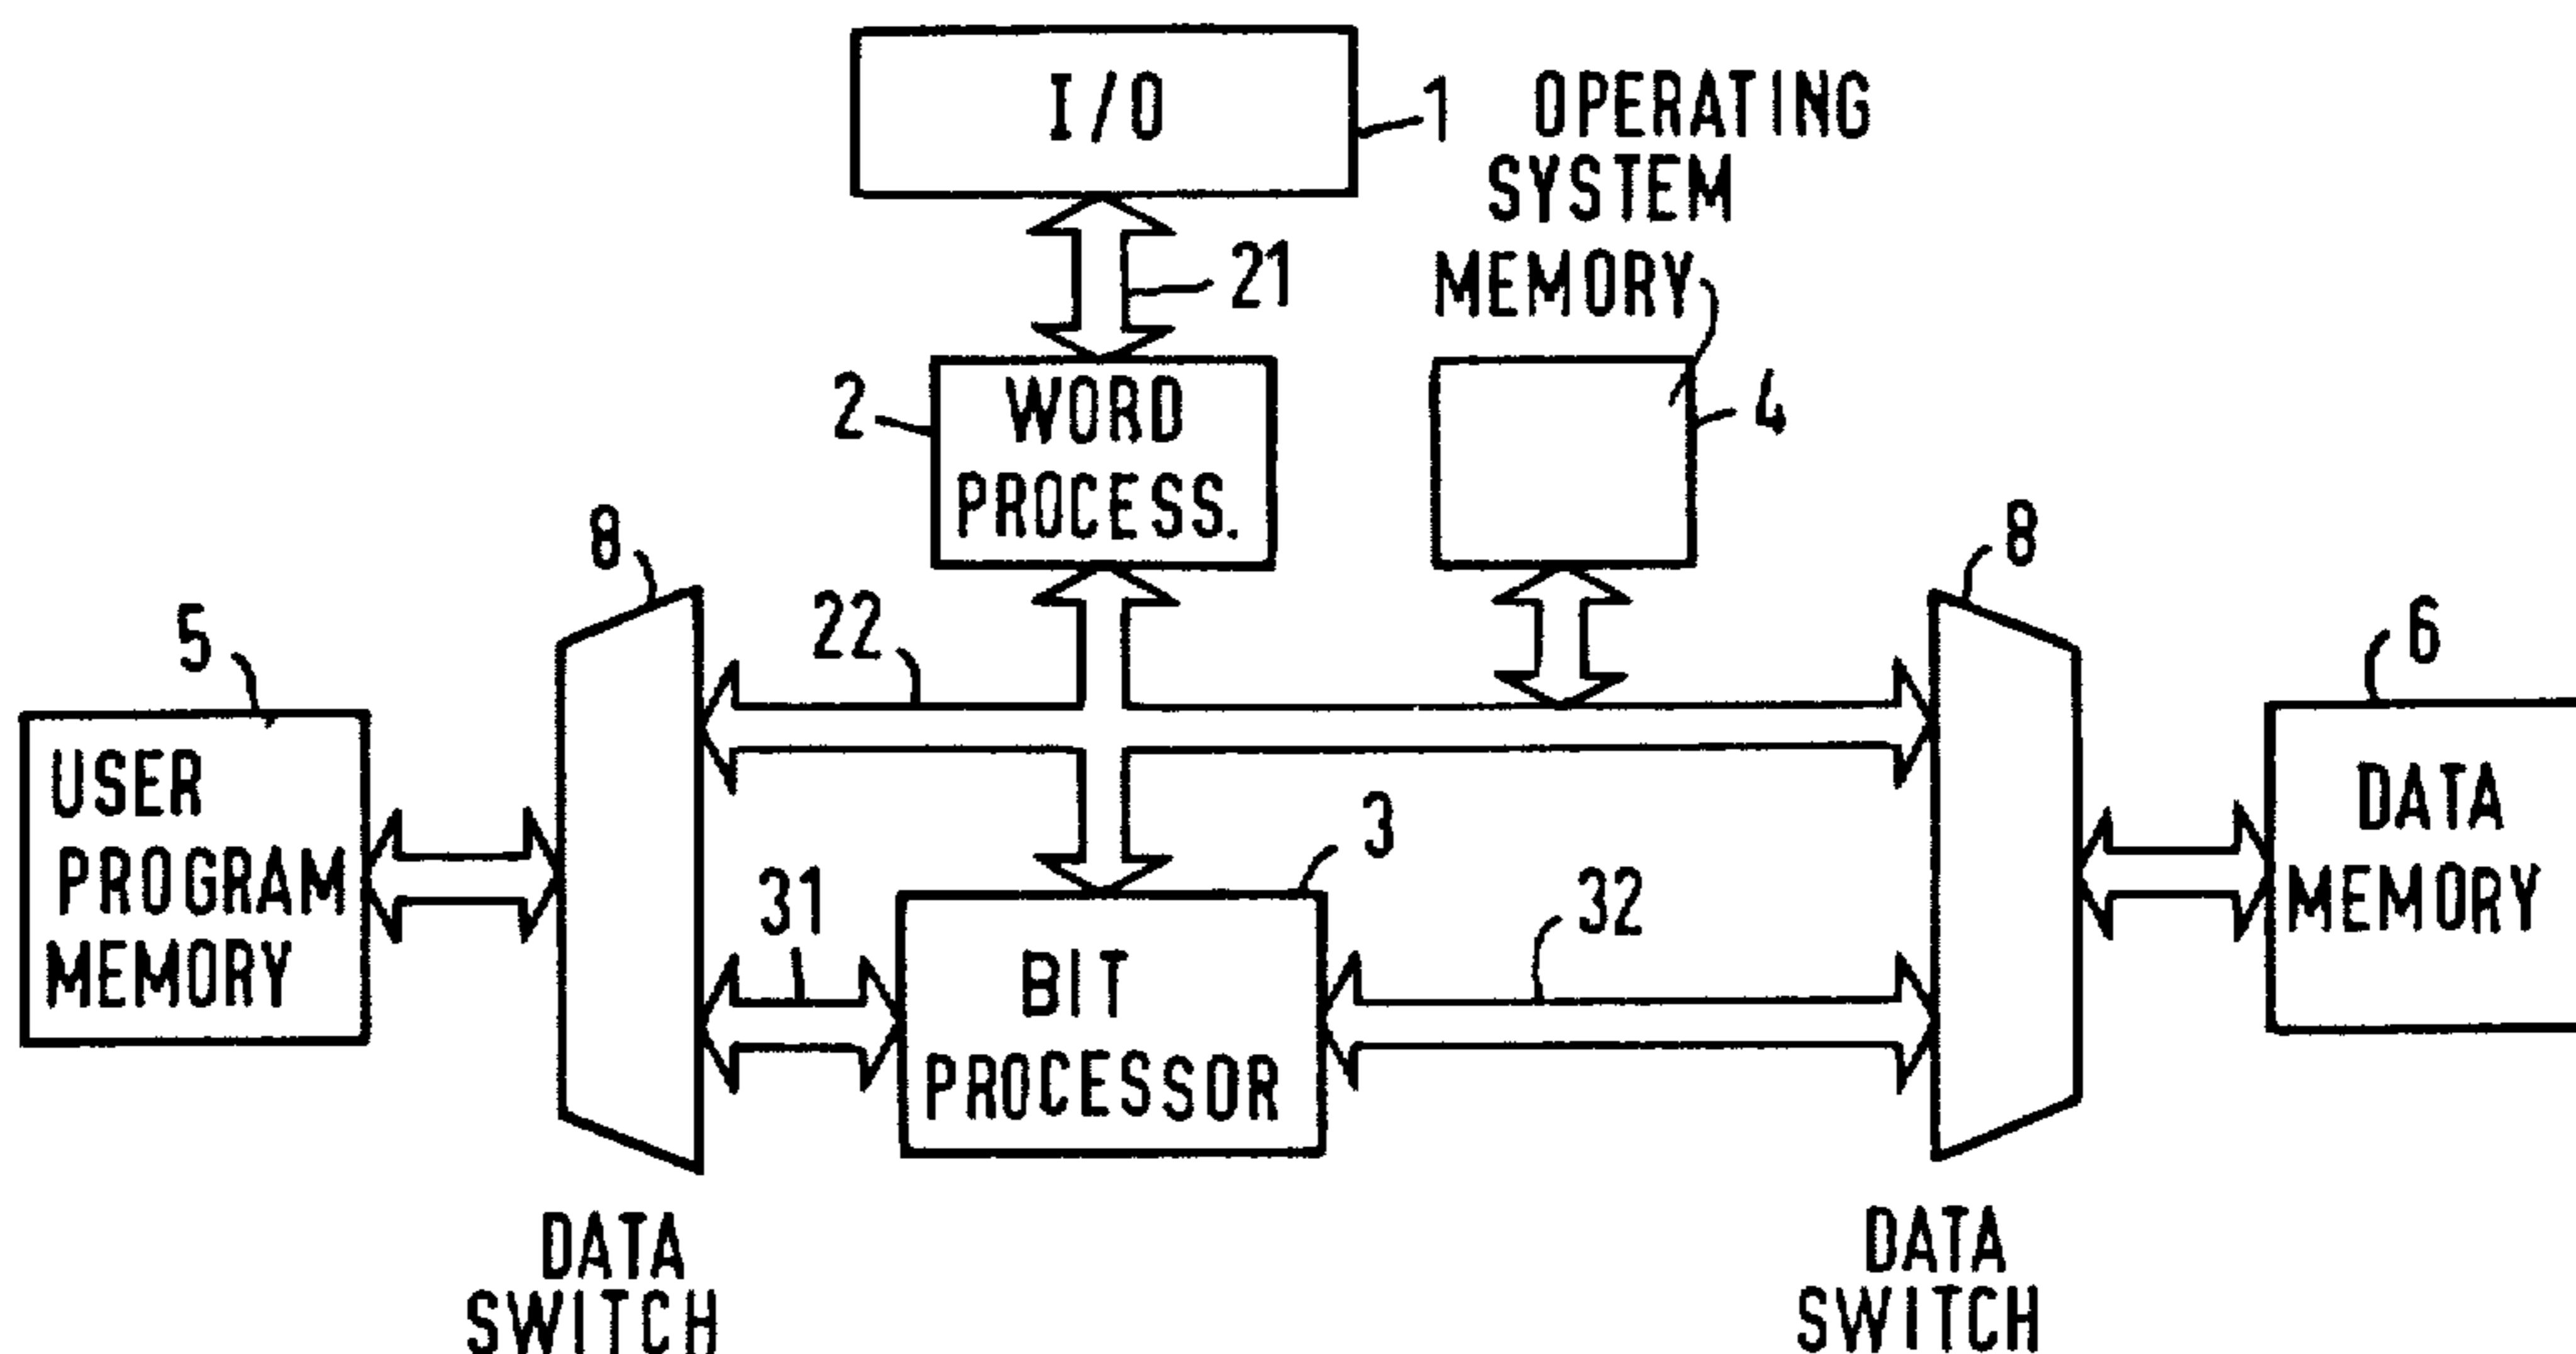 I/O
1
OPERATING
SYSTEM
MEMORY
21
2
WORD
PROCESS.
4
8
8
5
22
6
USER
PROGRAM
MEMORY
3
DATA
MEMORY
31
32
BIT
PROCESSOR
DATA
SWITCH
DATA
SWITCH